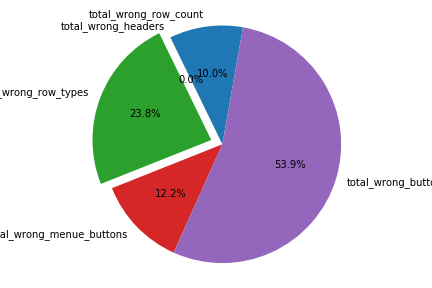 total_wrong_row_count
total_wrong_headers
0.0%
10.0%
_wrong_row_types
23.8%
53.9%
total_wrong_butto
12.2%
al_wrong_menue_buttons